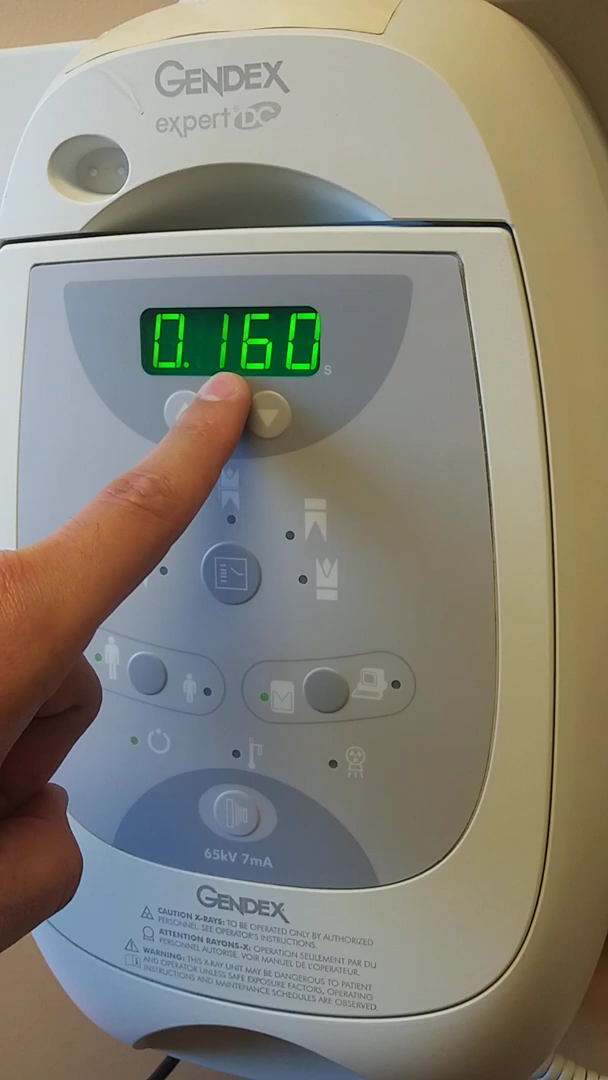 GENDEX
expert DC
0.160
s
65kV 7mA
GENDEX
CAUTION X-RAYS: TO BE OPERATED ONLY BY AUTHORIZED
PERSONNEL. SEE OPERATOR'S INSTRUCTIONS.
ATTENTION RAYONS-X: OPERATION SEULEMENT PAR DU
PERSONNEL AUTORISE. VOIR MANUEL DE L'OPERATEUR.
WARNING: THIS X-RAY UNIT MAY BE DANGEROUS TO PATIENT
AND OPERATOR UNLESS SAFE EXPOSURE FACTORS, OPERATING
INSTRUCTIONS AND MAINTENANCE SCHEDULES ARE OBSERVED.